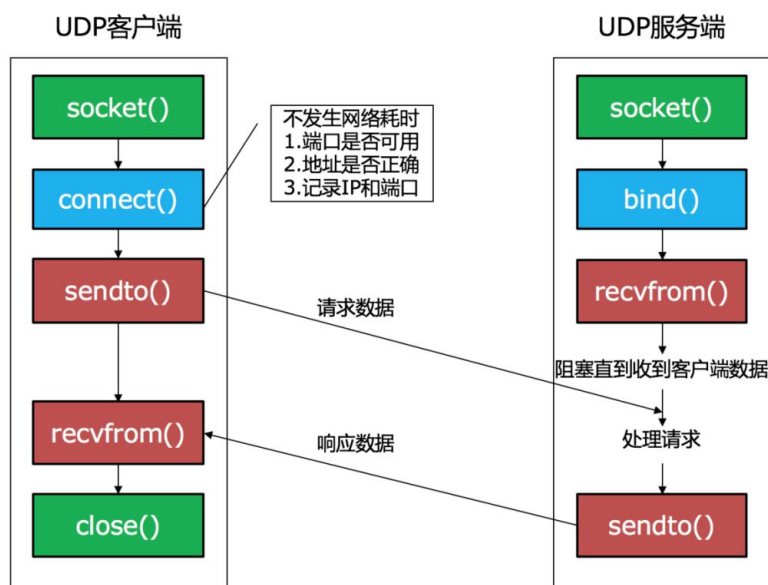 UDP客户端
socket()
connect()
sendto()
recvfrom()
close()
不发生网络耗时
1.端口是否可用
2.地址是否正确
3.记录IP和端口
请求数据
响应数据
UDP服务端
socket()
bind()
recvfrom()
阻塞直到收到客户端数据
处理请求
sendto()